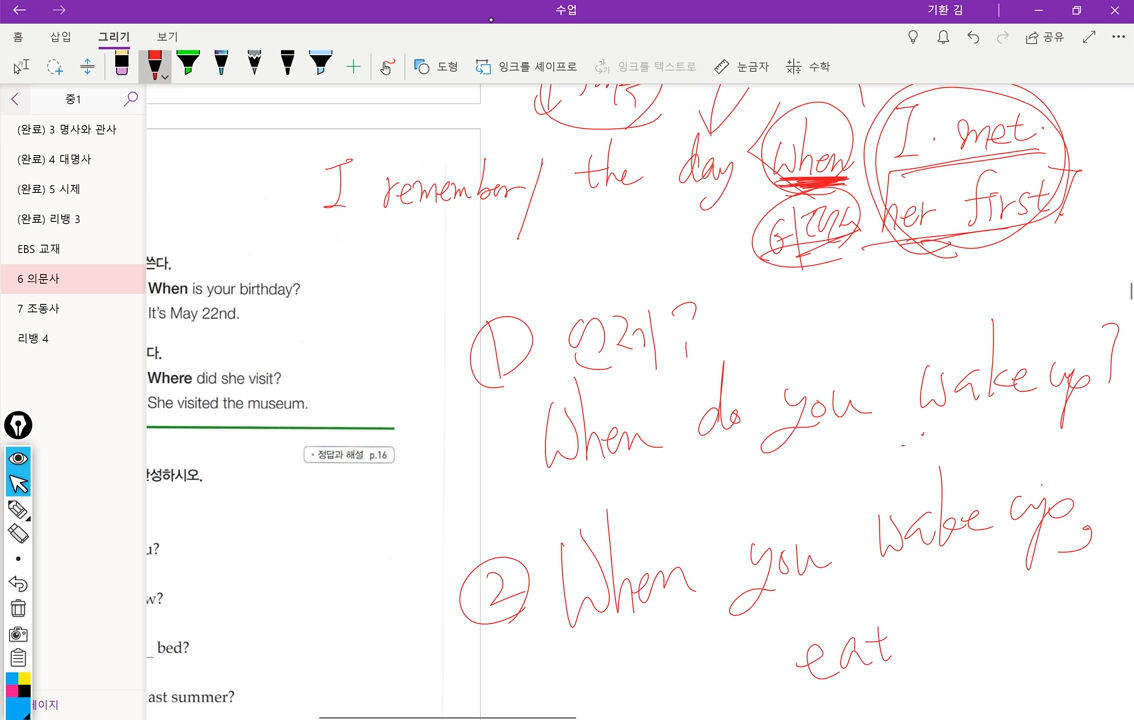 수업
기환 김
홈 삽입 그리기 보기
공유
도형 잉크를 셰이프로 잉크를 텍스트로 눈금자 수학
중1
(완료) 3 명사와 관사
(완료) 4 대명사
(완료) 5 시제
(완료) 리뱅 3
EBS 교재
6 의문사
7 조동사
리뱅 4
페이지
I remember / the day when I met
her first.
쓰다.
When is your birthday?
It's May 22nd.
다.
Where did she visit?
She visited the museum.
• 정답과 해설 p.16
완성하시오.
u?
w?
_ bed?
ast summer?
① 언제?
When do you wake up?
② When you wake up,
eat